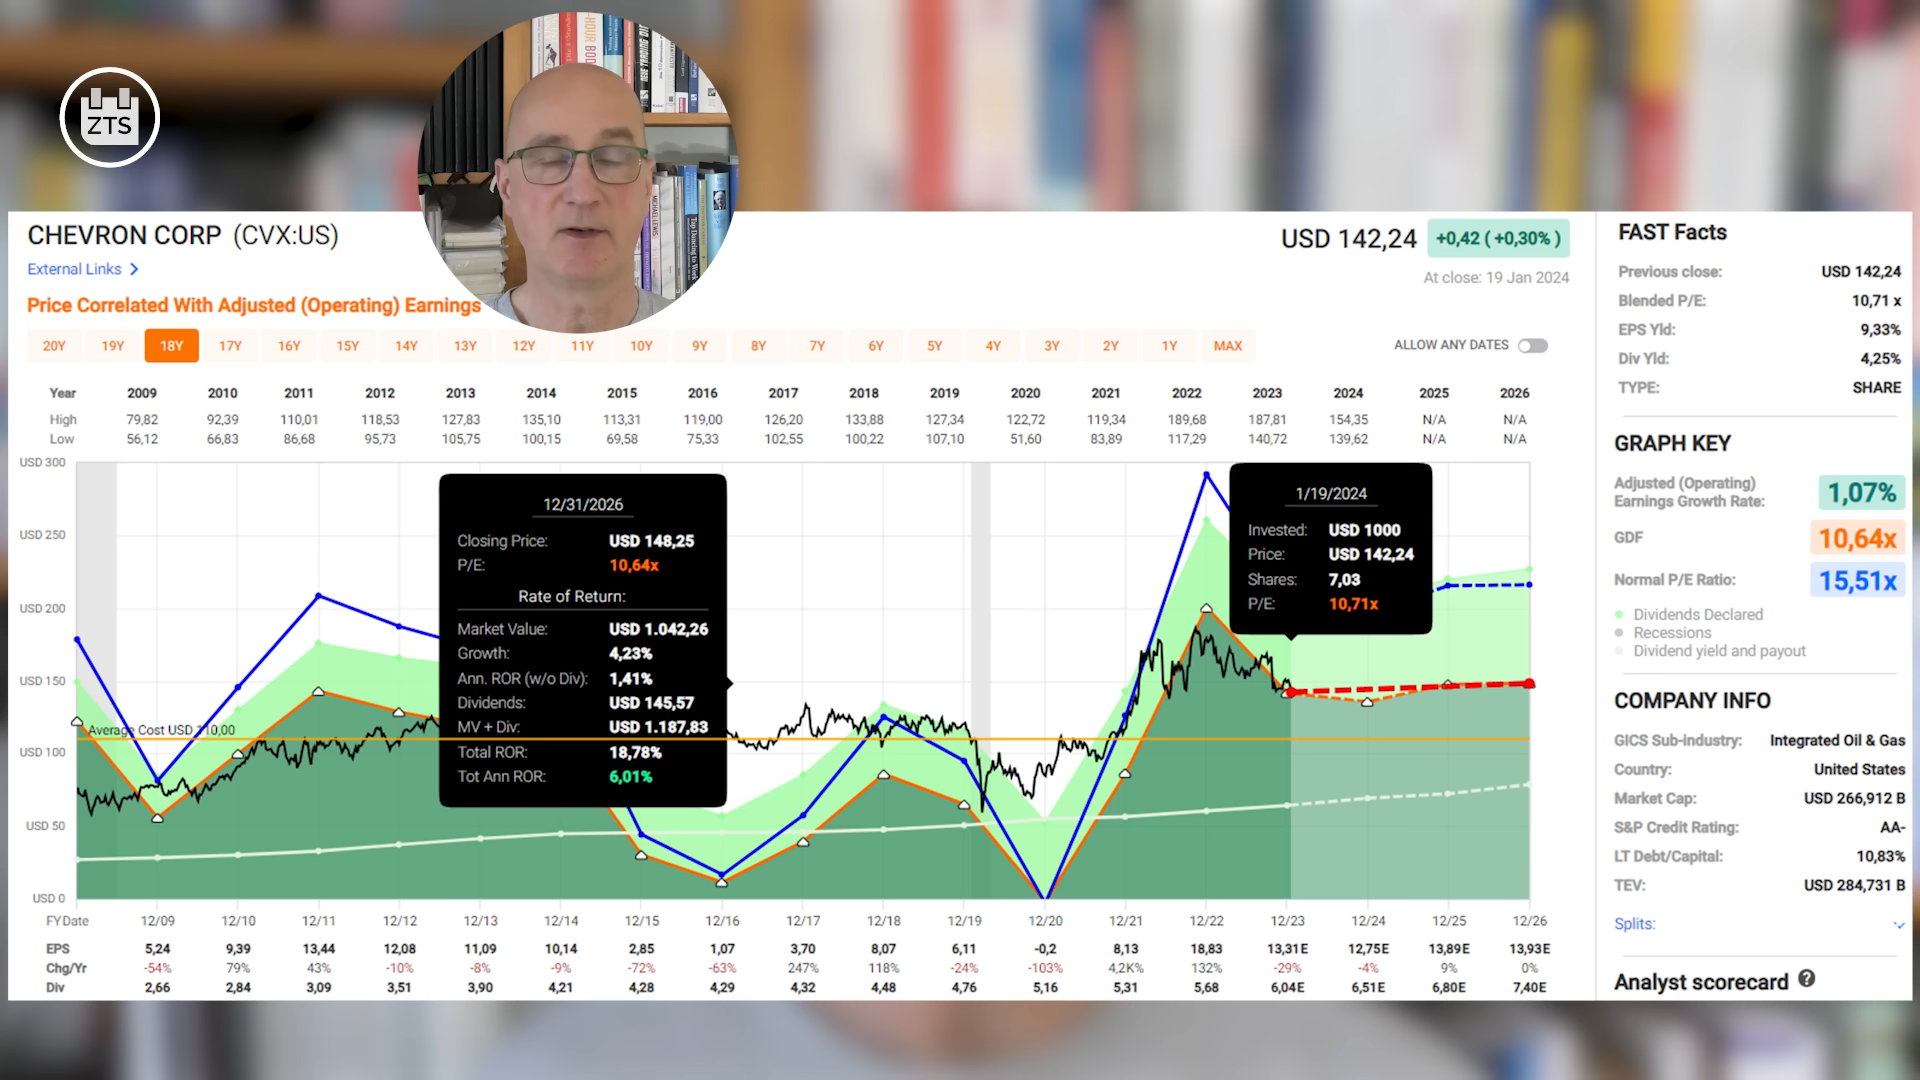 ZTS
CHEVRON CORP (CVX:US)
External Links
Price Correlated With Adjusted (Operating) Earnings
USD 142,24 +0,42 ( +0,30% )
At close: 19 Jan 2024
20Y 19Y 18Y 17Y 16Y 15Y 14Y 13Y 12Y 11Y 10Y 9Y 8Y 7Y 6Y 5Y 4Y 3Y 2Y 1Y MAX
ALLOW ANY DATES
Year 2009 2010 2011 2012 2013 2014 2015 2016 2017 2018 2019 2020 2021 2022 2023 2024 2025 2026
High 79,82 92,39 110,01 118,53 127,83 135,10 113,31 119,00 126,20 133,88 127,34 122,72 119,34 189,68 187,81 154,35 N/A N/A
Low 56,12 66,83 86,68 95,73 105,75 100,15 69,58 75,33 102,55 100,22 107,10 51,60 83,89 117,29 140,72 139,62 N/A N/A
USD 300
USD 250
USD 200
USD 150
USD 100
USD 50
USD 0
Average Cost USD 110,00
12/31/2026
Closing Price: USD 148,25
P/E: 10,64x
Rate of Return:
Market Value: USD 1.042,26
Growth: 4,23%
Ann. ROR (w/o Div): 1,41%
Dividends: USD 145,57
MV + Div: USD 1.187,83
Total ROR: 18,78%
Tot Ann ROR: 6,01%
1/19/2024
Invested: USD 1000
Price: USD 142,24
Shares: 7,03
P/E: 10,71x
FY Date 12/09 12/10 12/11 12/12 12/13 12/14 12/15 12/16 12/17 12/18 12/19 12/20 12/21 12/22 12/23 12/24 12/25 12/26
EPS 5,24 9,39 13,44 12,08 11,09 10,14 2,85 1,07 3,70 8,07 6,11 -0,2 8,13 18,83 13,31E 12,75E 13,89E 13,93E
Chg/Yr -54% 79% 43% -10% -8% -9% -72% -63% 247% 118% -24% -103% 4,2K% 132% -29% -4% 9% 0%
Div 2,66 2,84 3,09 3,51 3,90 4,21 4,28 4,29 4,32 4,48 4,76 5,16 5,31 5,68 6,04E 6,51E 6,80E 7,40E
FAST Facts
Previous close: USD 142,24
Blended P/E: 10,71 x
EPS Yld: 9,33%
Div Yld: 4,25%
TYPE: SHARE
GRAPH KEY
Adjusted (Operating)
Earnings Growth Rate: 1,07%
GDF 10,64x
Normal P/E Ratio: 15,51x
Dividends Declared
Recessions
Dividend yield and payout
COMPANY INFO
GICS Sub-industry: Integrated Oil & Gas
Country: United States
Market Cap: USD 266,912 B
S&P Credit Rating: AA-
LT Debt/Capital: 10,83%
TEV: USD 284,731 B
Splits:
Analyst scorecard ?